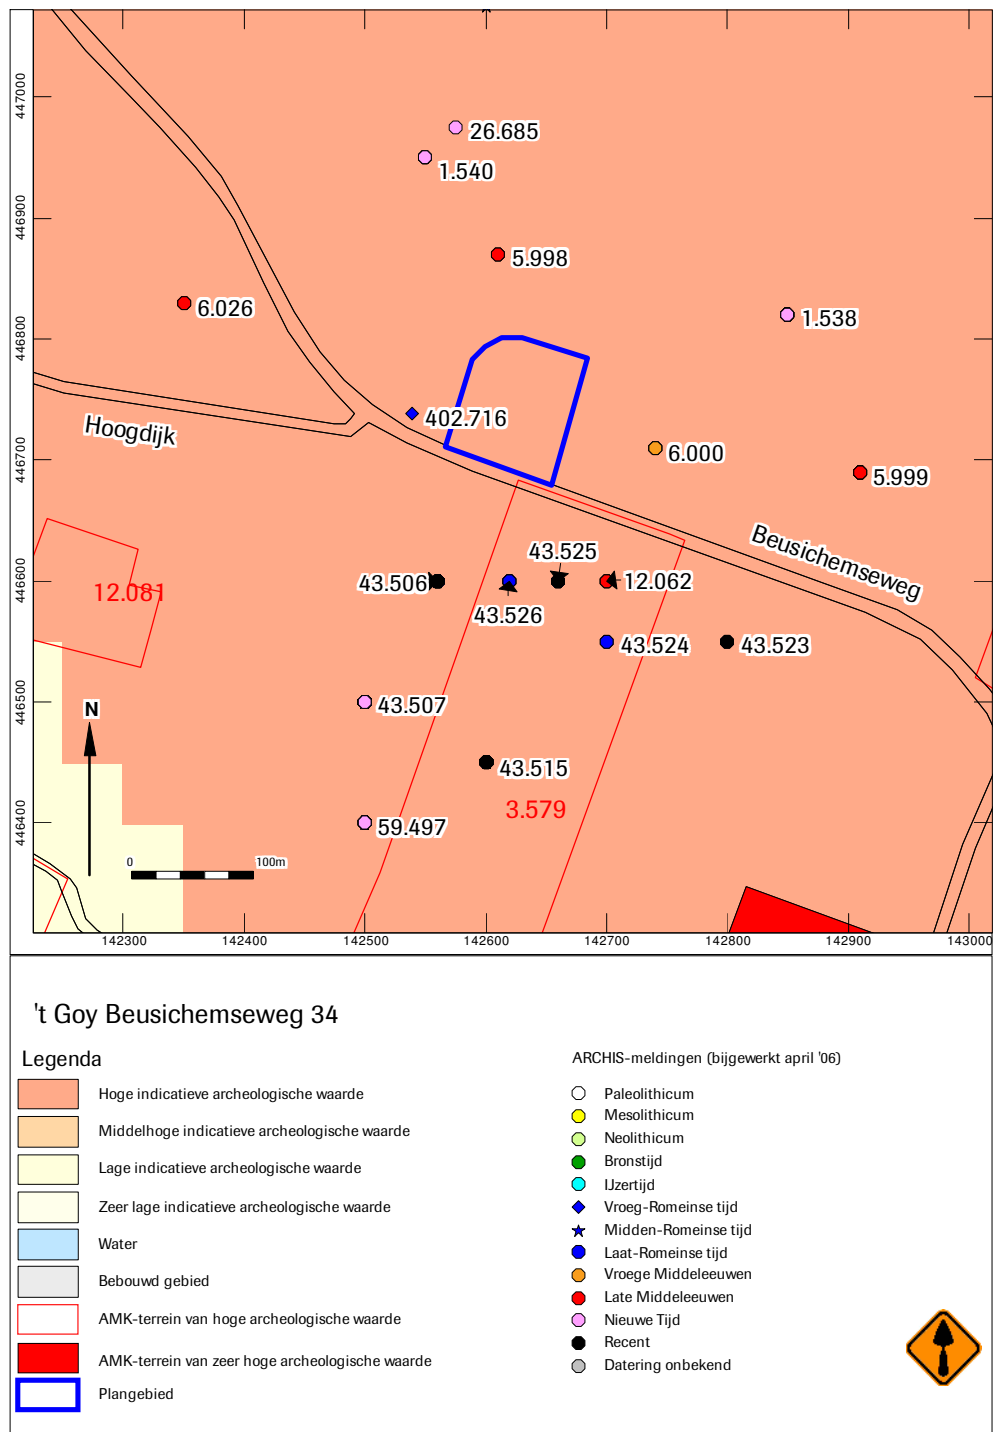 447000
26.685
1.540
446900
5.998
6.026
1.538
446800
402.716
Hoogdijk
6.000
446700
5.999
Beusichemseweg
43.525
43.506
12.062
446600
12.081
43.526
43.524
43.523
43.507
446500
N
43.515
3.579
59.497
446400
0
100m
142300
142400
142500
142600
142700
142800
142900
143000
't Goy Beusichemseweg 34
Legenda
Hoge indicatieve archeologische waarde
Middelhoge indicatieve archeologische waarde
Lage indicatieve archeologische waarde
Zeer lage indicatieve archeologische waarde
Water
Bebouwd gebied
AMK-terrein van hoge archeologische waarde
AMK-terrein van zeer hoge archeologische waarde
Plangebied
ARCHIS-meldingen (bijgewerkt april '06)
Paleolithicum
Mesolithicum
Neolithicum
Bronstijd
IJzertijd
Vroeg-Romeinse tijd
Midden-Romeinse tijd
Laat-Romeinse tijd
Vroege Middeleeuwen
Late Middeleeuwen
Nieuwe Tijd
Recent
Datering onbekend